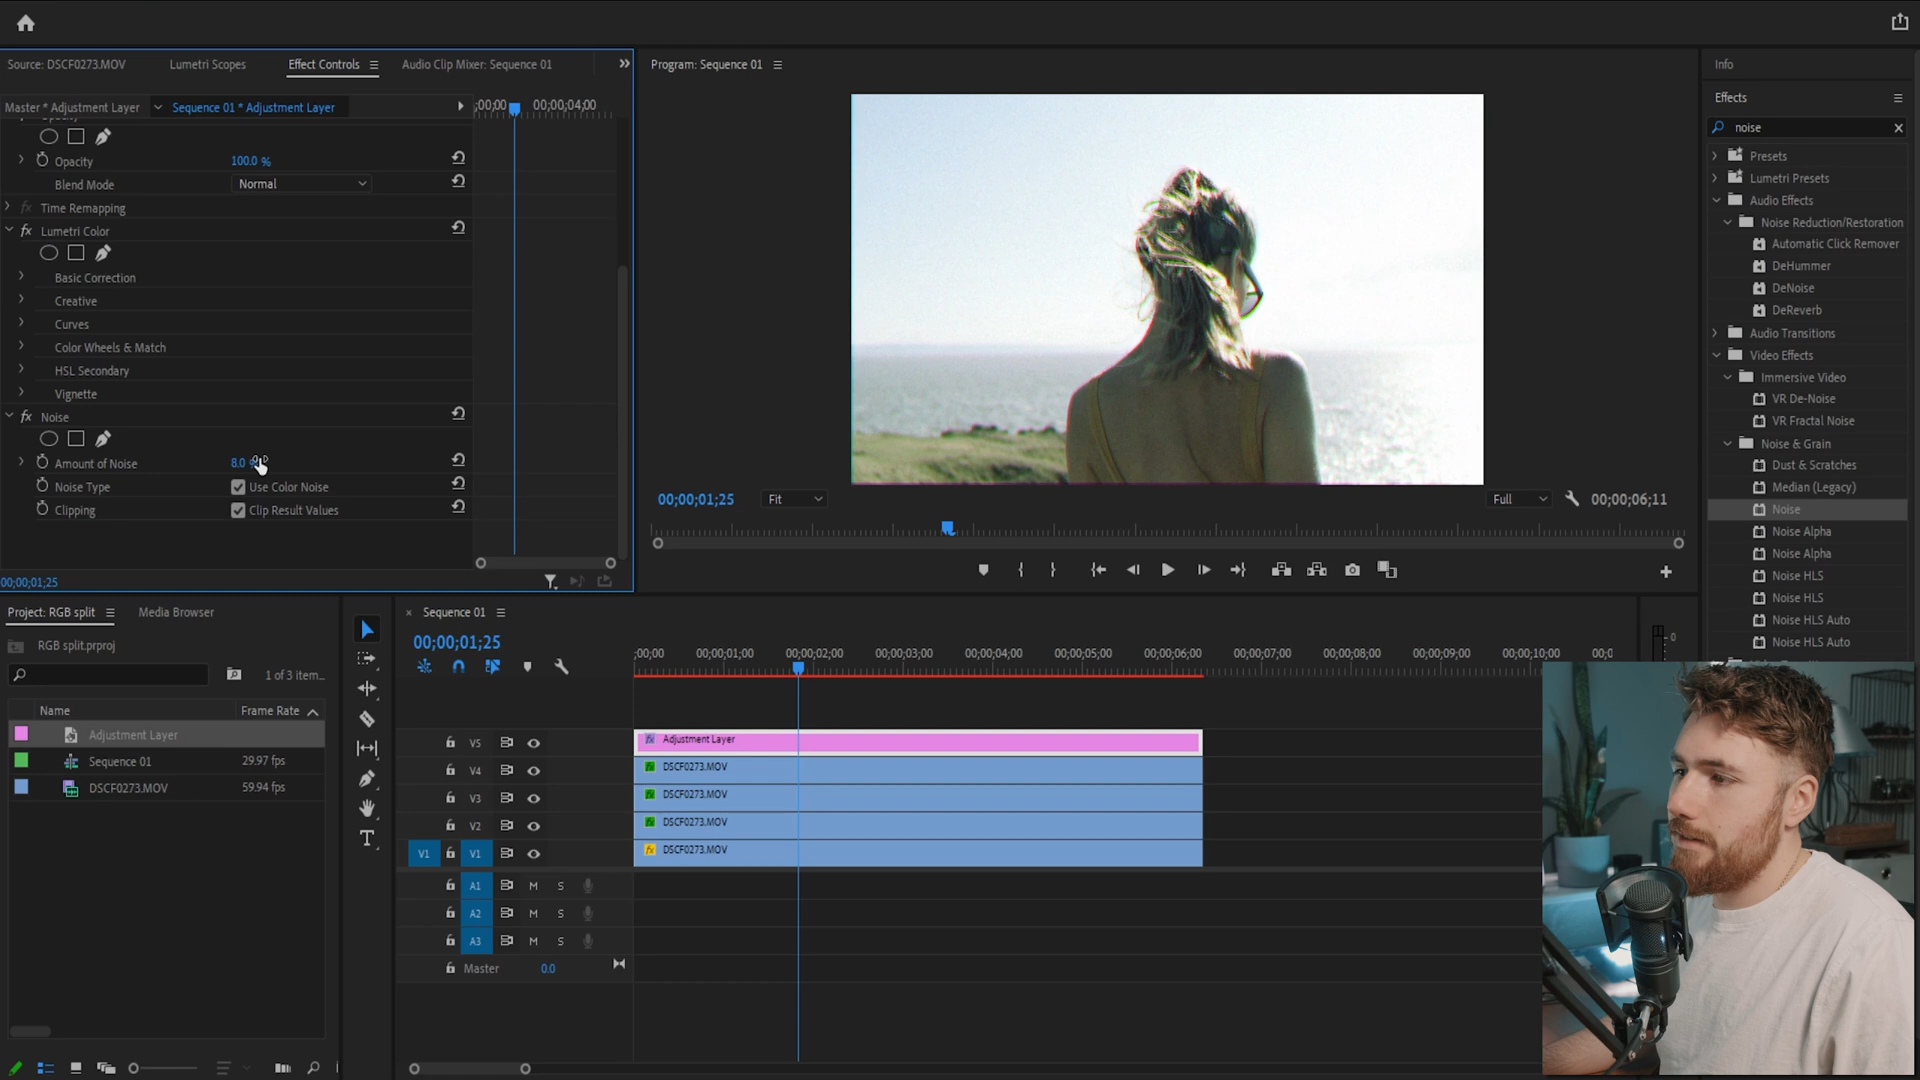 Source: DSCF0273.MOV
Lumetri Scopes
Effect Controls
Audio Clip Mixer: Sequence 01
Master * Adjustment Layer
Sequence 01 * Adjustment Layer
;00;00
00;00;04;00
Opacity
100.0 %
Blend Mode
Normal
Time Remapping
fx Lumetri Color
Basic Correction
Creative
Curves
Color Wheels & Match
HSL Secondary
Vignette
fx Noise
Amount of Noise
8.0
Noise Type
Use Color Noise
Clipping
Clip Result Values
00;00;01;25
Program: Sequence 01
00;00;01;25
Fit
Full
00;00;06;11
Info
Effects
noise
Presets
Lumetri Presets
Audio Effects
Noise Reduction/Restoration
Automatic Click Remover
DeHummer
DeNoise
DeReverb
Audio Transitions
Video Effects
Immersive Video
VR De-Noise
VR Fractal Noise
Noise & Grain
Dust & Scratches
Median (Legacy)
Noise
Noise Alpha
Noise Alpha
Noise HLS
Noise HLS
Noise HLS Auto
Noise HLS Auto
Project: RGB split
Media Browser
RGB split.prproj
1 of 3 item...
Name
Frame Rate
Adjustment Layer
Sequence 01
29.97 fps
DSCF0273.MOV
59.94 fps
Sequence 01
00;00;01;25
;00;00
00;00;01;00
00;00;02;00
00;00;03;00
00;00;04;00
00;00;05;00
00;00;06;00
00;00;07;00
00;00;08;00
00;00;09;00
00;00;10;00
00;0
0
V5
fx Adjustment Layer
V4
fx DSCF0273.MOV
V3
fx DSCF0273.MOV
V2
fx DSCF0273.MOV
V1
V1
fx DSCF0273.MOV
A1
M
S
A2
M
S
A3
M
S
Master
0.0